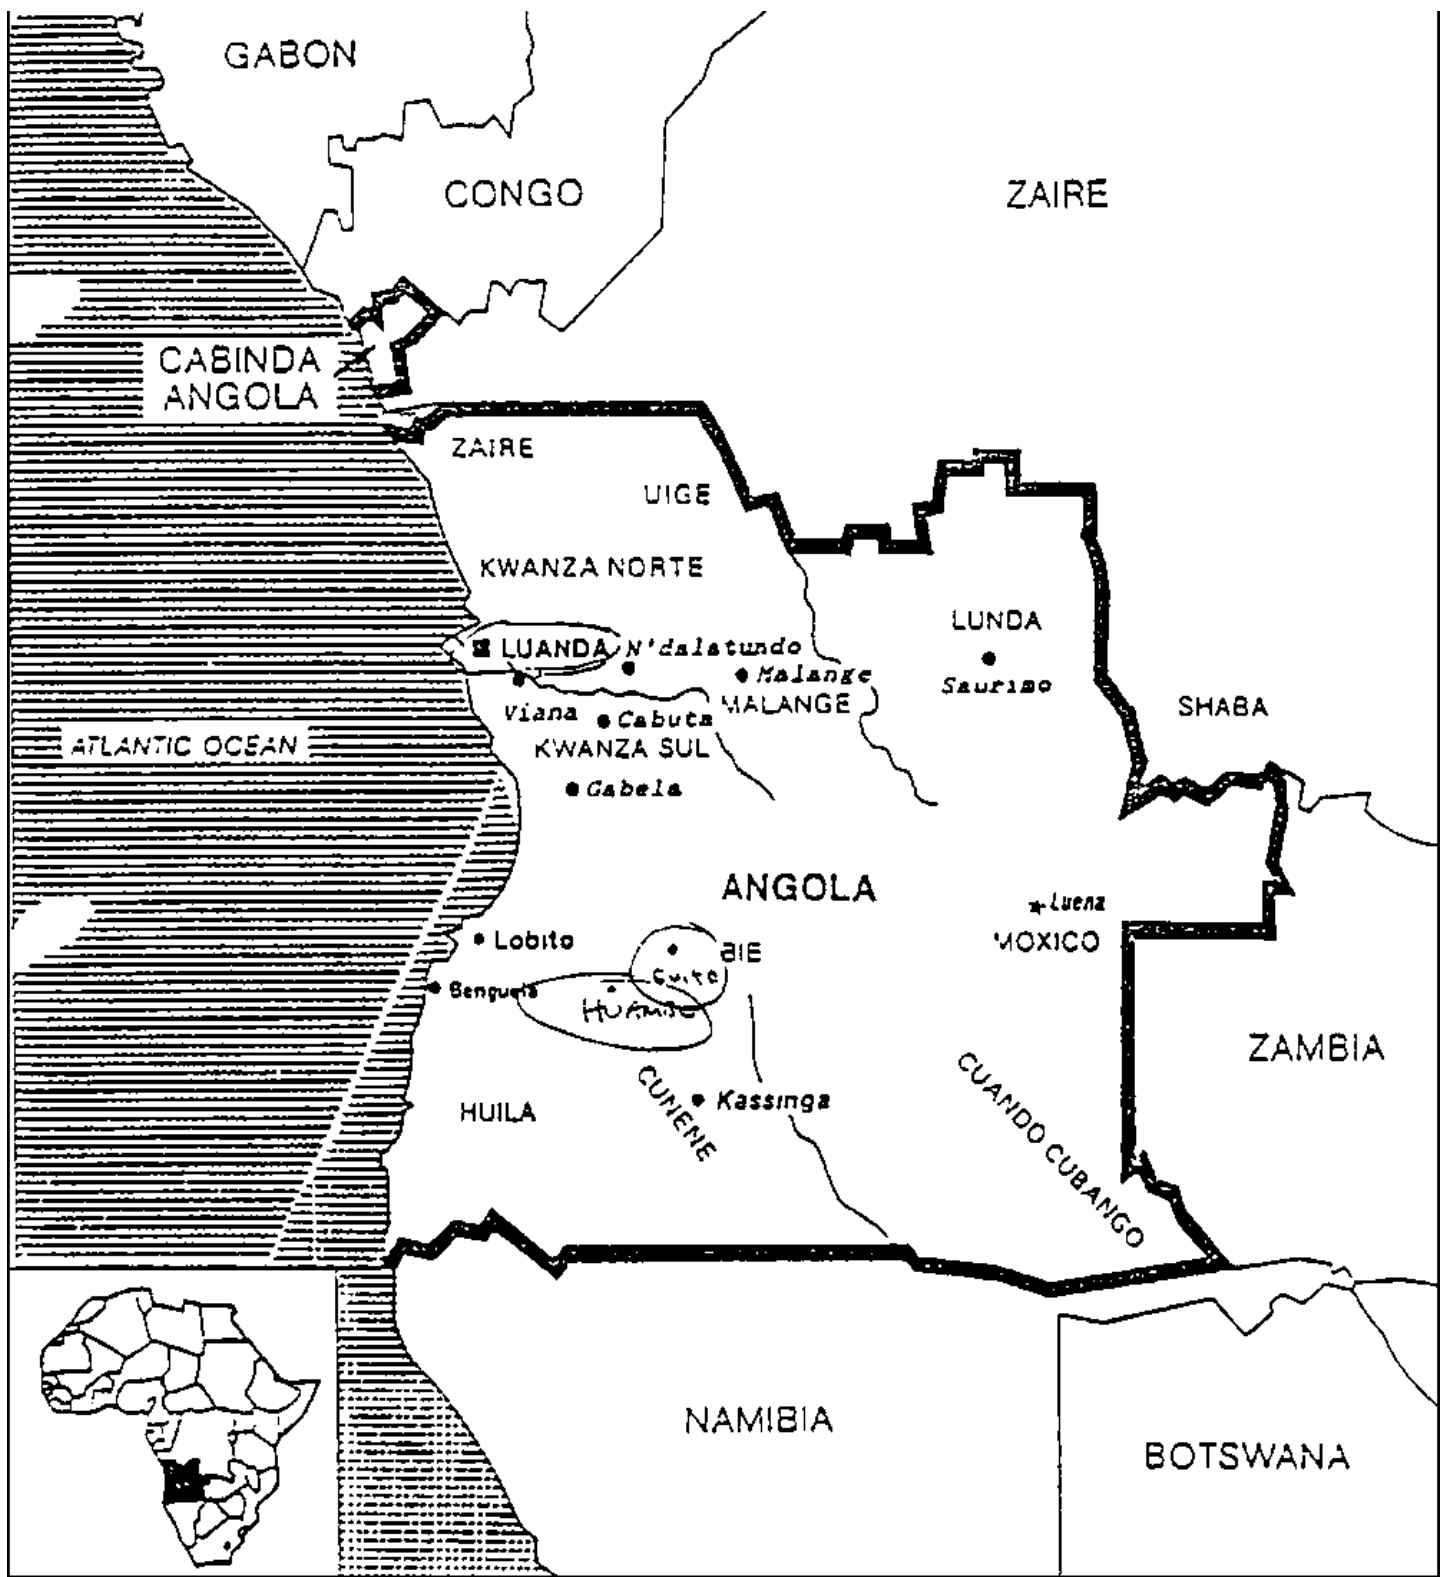 GABON
CONGO
ZAIRE
CABINDA
ANGOLA
ZAIRE
UIGE
KWANZA NORTE
LUNDA
LUANDA
N'dalatundo
Malange
Saurimo
MALANGE
SHABA
Viana
Cabuta
ATLANTIC OCEAN
KWANZA SUL
Gabela
ANGOLA
Luena
MOXICO
Lobito
BIE
Cuito
Benguela
HUAMBO
ZAMBIA
CUNENE
Kassinga
HUILA
CUANDO CUBANGO
NAMIBIA
BOTSWANA